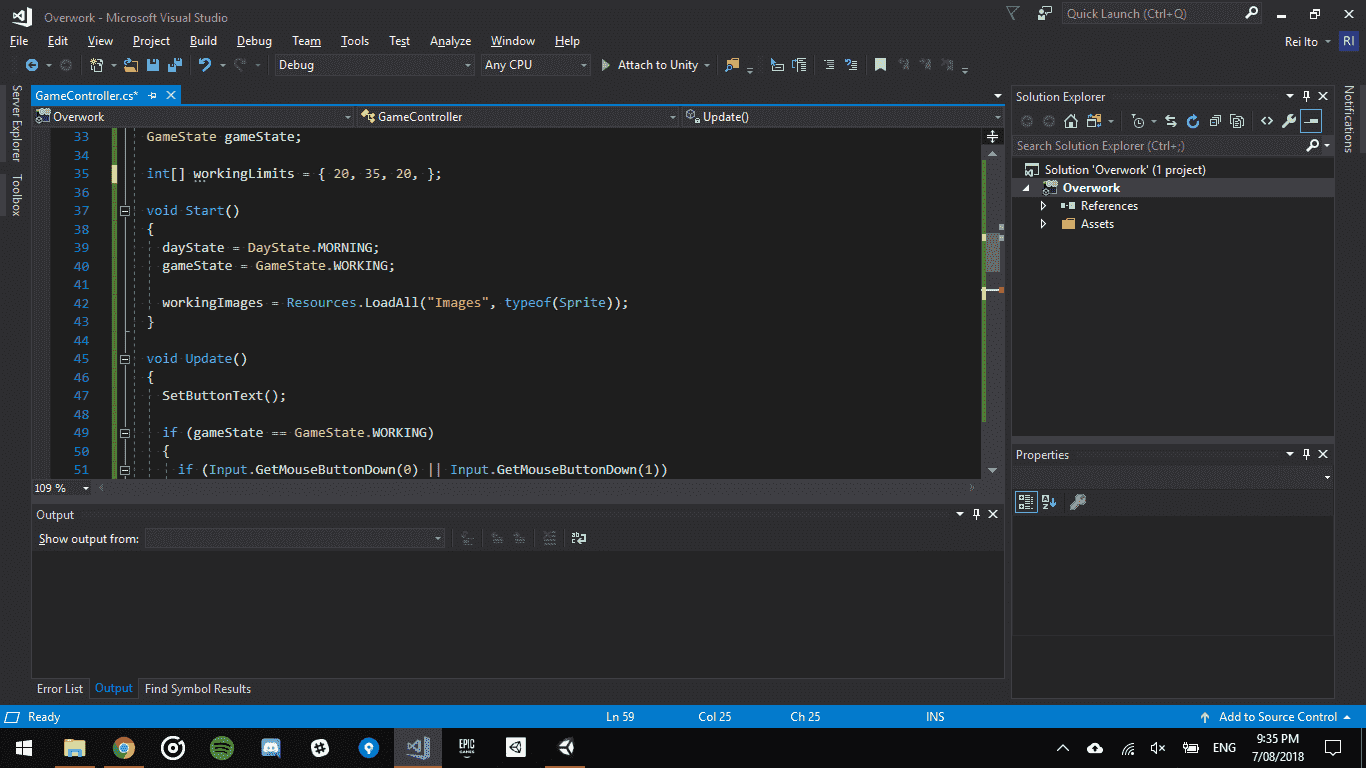 Overwork - Microsoft Visual Studio
Quick Launch (Ctrl+Q)
File Edit View Project Build Debug Team Tools Test Analyze Window Help
Rei Ito
RI
Debug
Any CPU
Attach to Unity
Server Explorer
Toolbox
GameController.cs*
Overwork
GameController
Update()
33 GameState gameState;
34
35 int[] workingLimits = { 20, 35, 20, };
36
37 void Start()
38 {
39 dayState = DayState.MORNING;
40 gameState = GameState.WORKING;
41
42 workingImages = Resources.LoadAll("Images", typeof(Sprite));
43 }
44
45 void Update()
46 {
47 SetButtonText();
48
49 if (gameState == GameState.WORKING)
50 {
51 if (Input.GetMouseButtonDown(0) || Input.GetMouseButtonDown(1))
109 %
Output
Show output from:
Error List
Output
Find Symbol Results
Solution Explorer
Search Solution Explorer (Ctrl+;)
Solution 'Overwork' (1 project)
Overwork
References
Assets
Properties
Notifications
Ready
Ln 59
Col 25
Ch 25
INS
Add to Source Control
EPIC
GAMES
ENG
9:35 PM
7/08/2018